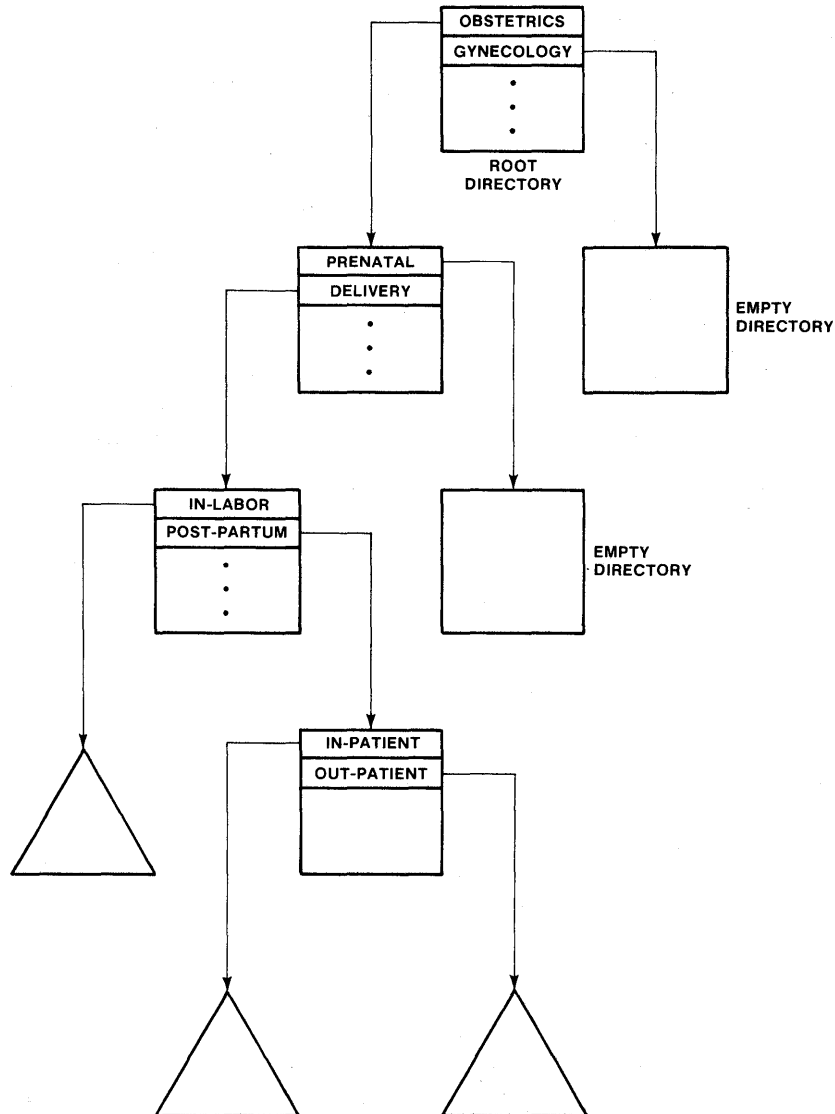 OBSTETRICS
GYNECOLOGY
ROOT
DIRECTORY
PRENATAL
DELIVERY
EMPTY
DIRECTORY
IN-LABOR
POST-PARTUM
EMPTY
DIRECTORY
IN-PATIENT
OUT-PATIENT